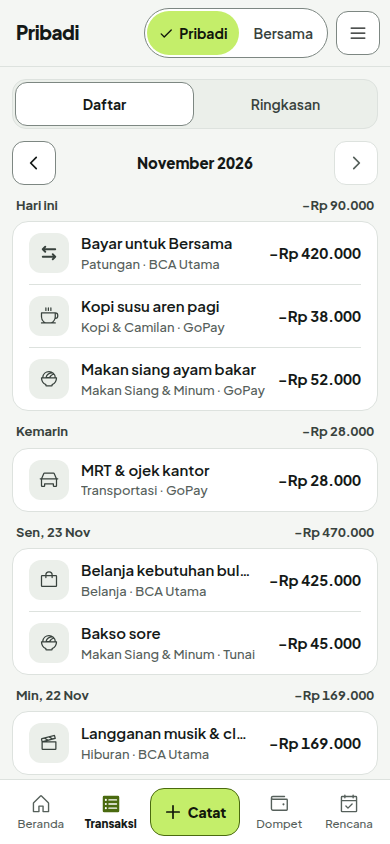 Pribadi
Pribadi
Bersama
Daftar
Ringkasan
November 2026
Hari ini
−Rp 90.000
Bayar untuk Bersama
−Rp 420.000
Patungan · BCA Utama
Kopi susu aren pagi
−Rp 38.000
Kopi & Camilan · GoPay
Makan siang ayam bakar
−Rp 52.000
Makan Siang & Minum · GoPay
Kemarin
−Rp 28.000
MRT & ojek kantor
−Rp 28.000
Transportasi · GoPay
Sen, 23 Nov
−Rp 470.000
Belanja kebutuhan bul…
−Rp 425.000
Belanja · BCA Utama
Bakso sore
−Rp 45.000
Makan Siang & Minum · Tunai
Min, 22 Nov
−Rp 169.000
Langganan musik & cl…
−Rp 169.000
Hiburan · BCA Utama
Beranda
Transaksi
Catat
Dompet
Rencana